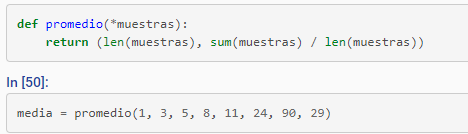 def promedio(*muestras):
    return (len(muestras), sum(muestras) / len(muestras))
In [50]:
media = promedio(1, 3, 5, 8, 11, 24, 90, 29)